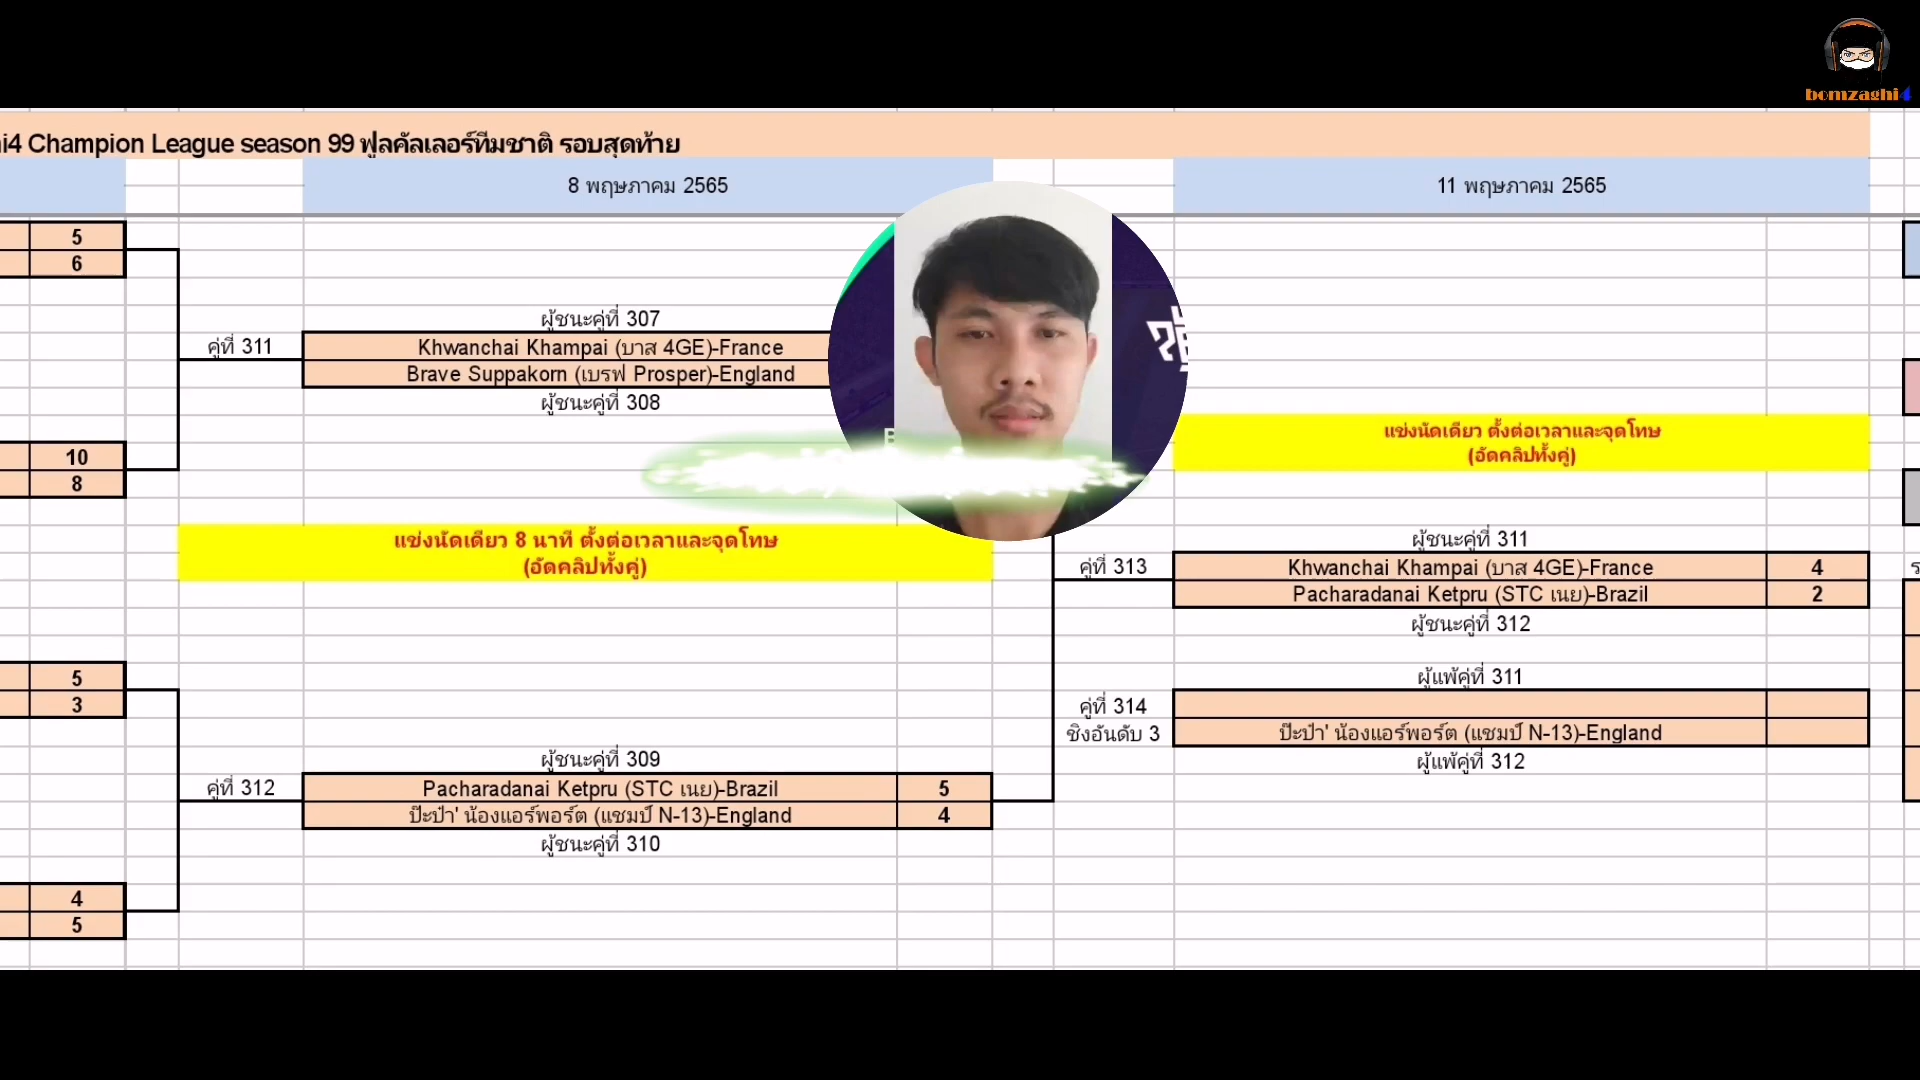 bomzaghi4
i4 Champion League season 99 ฟูลคัลเลอร์ทีมชาติ รอบสุดท้าย
8 พฤษภาคม 2565
11 พฤษภาคม 2565
5
6
ผู้ชนะคู่ที่ 307
คู่ที่ 311
Khwanchai Khampai (บาส 4GE)-France
Brave Suppakorn (เบรฟ Prosper)-England
ผู้ชนะคู่ที่ 308
10
8
แข่งนัดเดียว 8 นาที ตั้งต่อเวลาและจุดโทษ
(อัดคลิปทั้งคู่)
5
3
ผู้ชนะคู่ที่ 309
คู่ที่ 312
Pacharadanai Ketpru (STC เนย)-Brazil 5
ป๊ะป๋า' น้องแอร์พอร์ต (แชมป์ N-13)-England 4
ผู้ชนะคู่ที่ 310
4
5
แข่งนัดเดียว ตั้งต่อเวลาและจุดโทษ
(อัดคลิปทั้งคู่)
ผู้ชนะคู่ที่ 311
คู่ที่ 313
Khwanchai Khampai (บาส 4GE)-France 4
Pacharadanai Ketpru (STC เนย)-Brazil 2
ผู้ชนะคู่ที่ 312
ผู้แพ้คู่ที่ 311
คู่ที่ 314
ชิงอันดับ 3
ป๊ะป๋า' น้องแอร์พอร์ต (แชมป์ N-13)-England
ผู้แพ้คู่ที่ 312